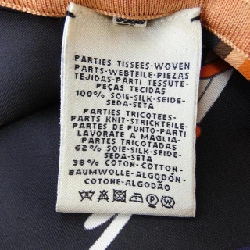 PARTIES TISSEES-WOVEN
PARTS-WEBTEILE-PIEZAS
TEJIDAS-PARTI TESSUTE-
PEÇAS TECIDAS
100% SOIE-SILK-SEIDE-
SEDA-SETA
PARTIES TRICOTEES-
PARTS KNIT-STRICKTEILE-
PARTES DE PUNTO-PARTI
LAVORATE A MAGLIA-
PARTES TRICOTADAS
62% SOIE-SILK-SEIDE-
SEDA-SETA
38% COTON-COTTON-
BAUMWOLLE-ALGODÓN-
COTONE-ALGODÃO